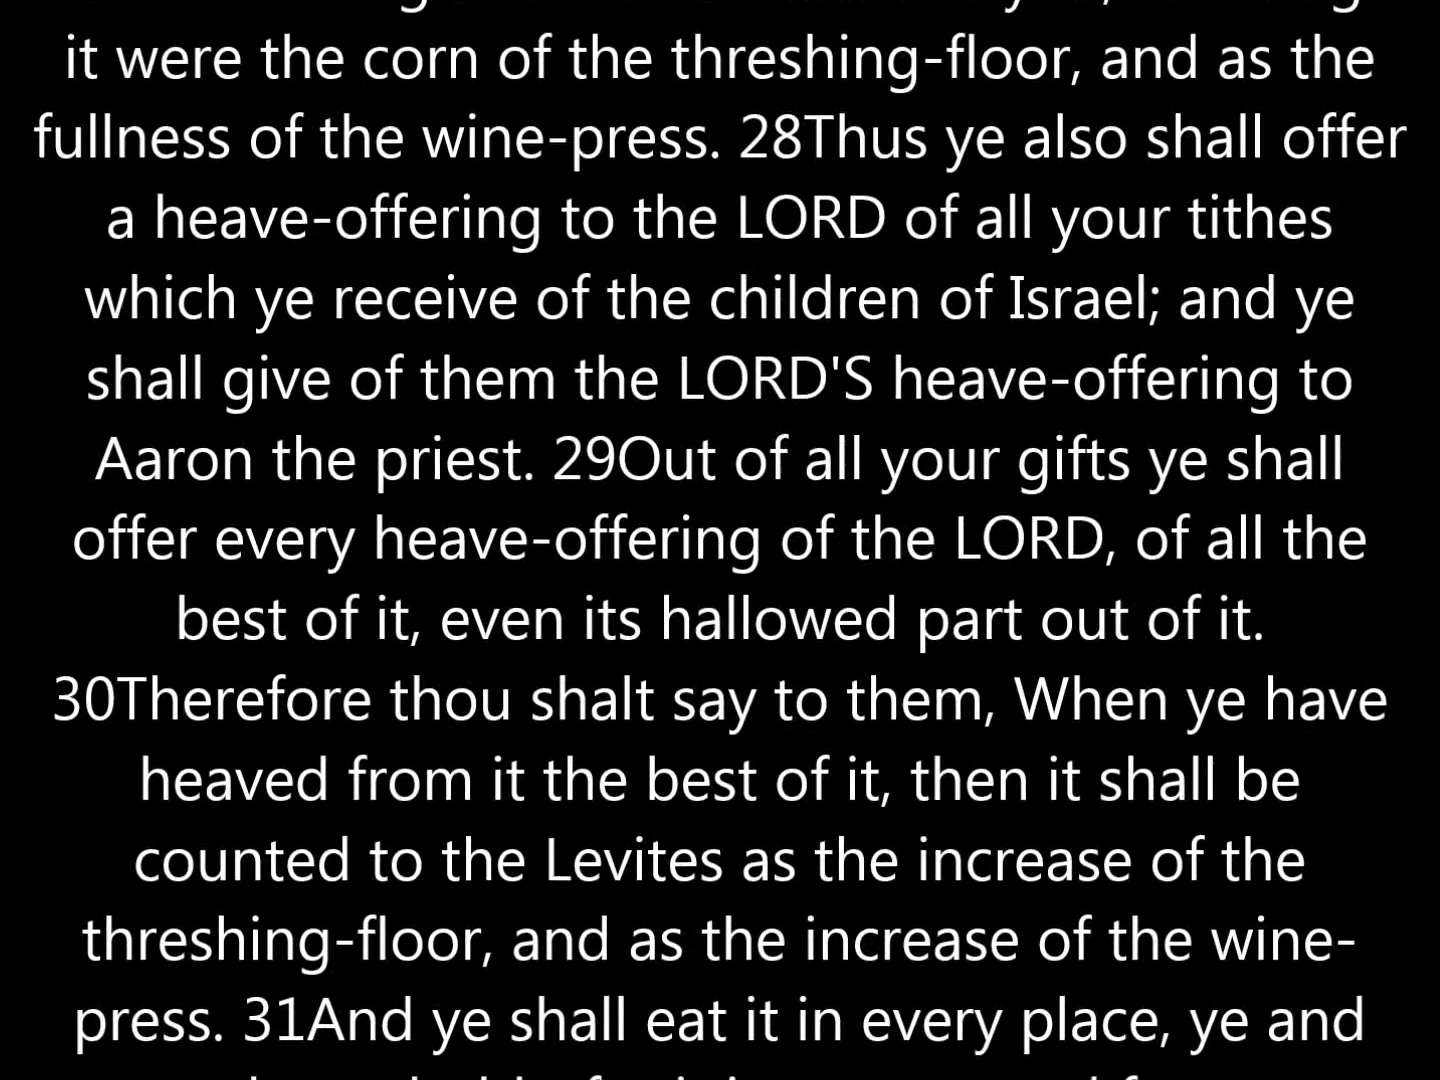 it were the corn of the threshing-floor, and as the
fullness of the wine-press. 28Thus ye also shall offer
a heave-offering to the LORD of all your tithes
which ye receive of the children of Israel; and ye
shall give of them the LORD'S heave-offering to
Aaron the priest. 29Out of all your gifts ye shall
offer every heave-offering of the LORD, of all the
best of it, even its hallowed part out of it.
30Therefore thou shalt say to them, When ye have
heaved from it the best of it, then it shall be
counted to the Levites as the increase of the
threshing-floor, and as the increase of the wine-
press. 31And ye shall eat it in every place, ye and